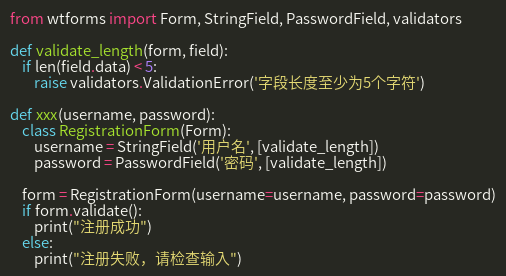 from wtforms import Form, StringField, PasswordField, validators

def validate_length(form, field):
    if len(field.data) < 5:
        raise validators.ValidationError('字段长度至少为5个字符')

def xxx(username, password):
    class RegistrationForm(Form):
        username = StringField('用户名', [validate_length])
        password = PasswordField('密码', [validate_length])

    form = RegistrationForm(username=username, password=password)
    if form.validate():
        print("注册成功")
    else:
        print("注册失败，请检查输入")